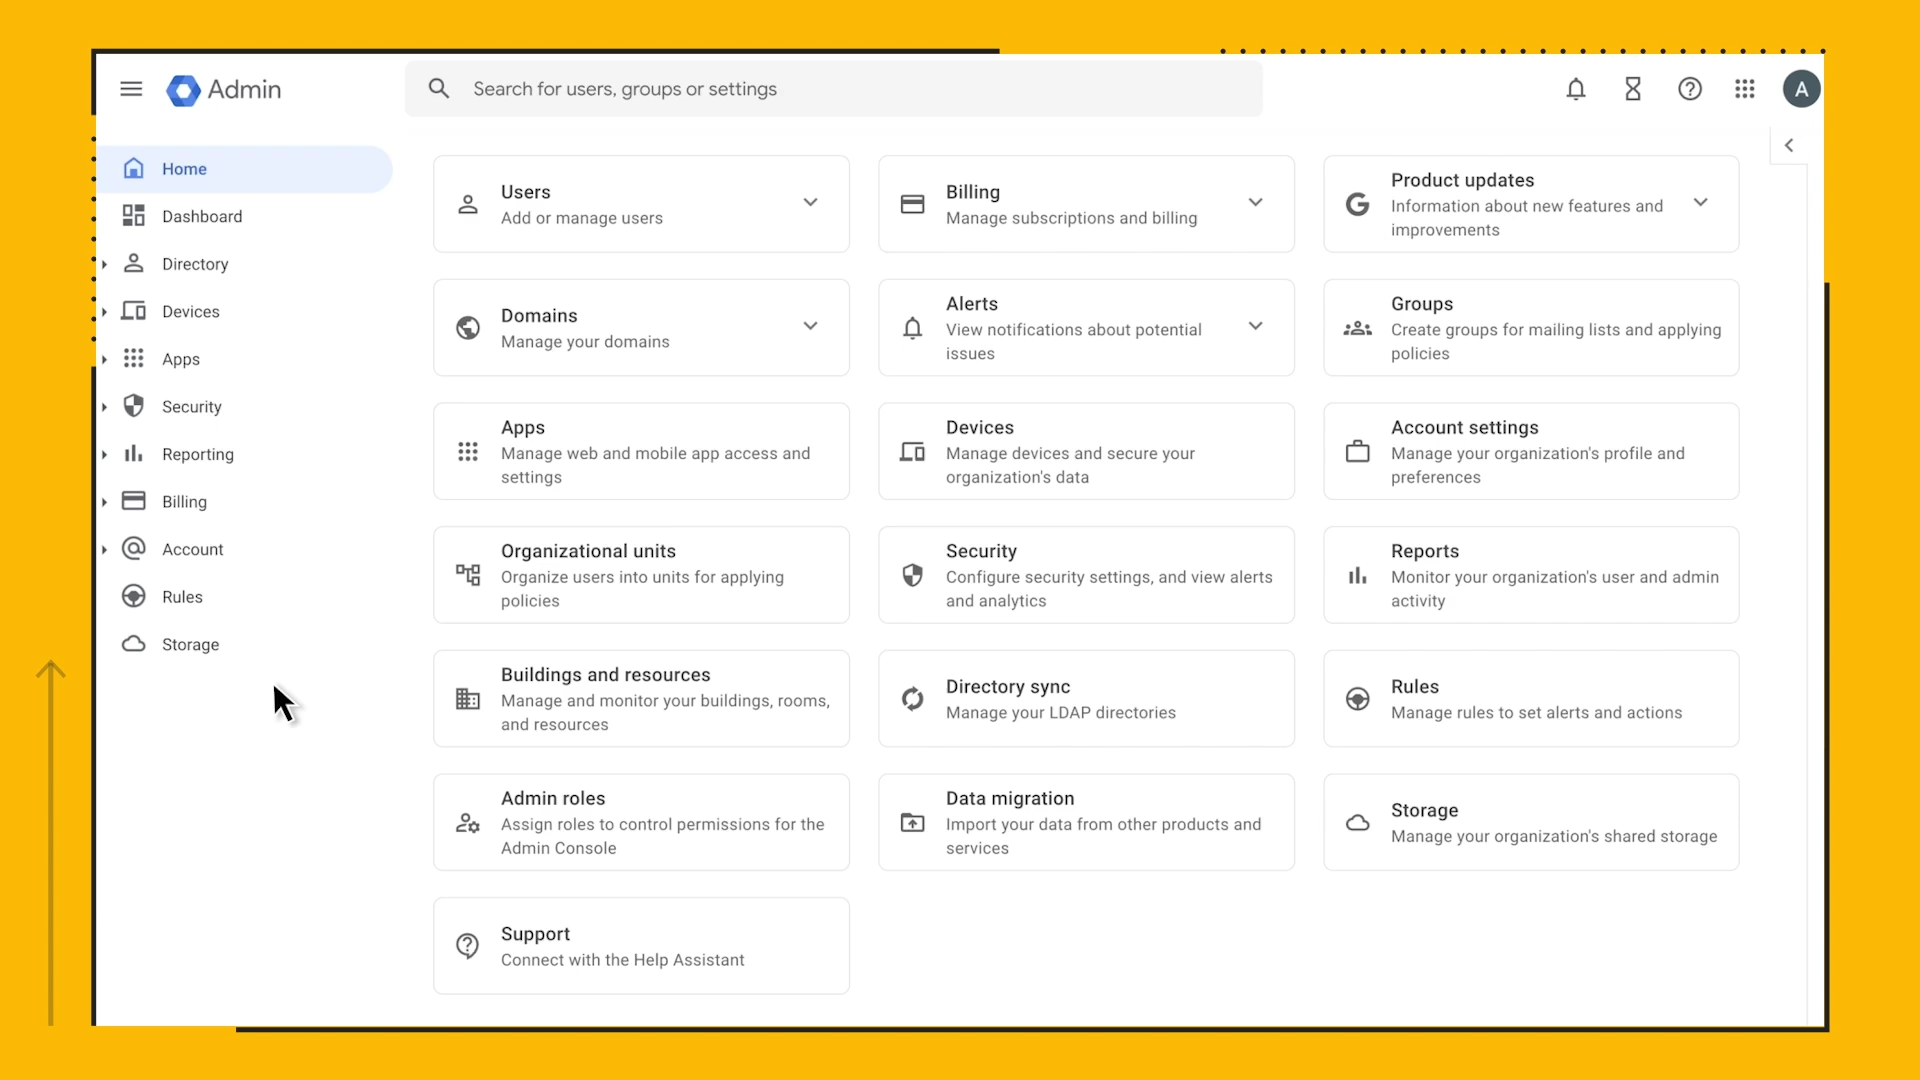 Admin
Search for users, groups or settings
A
Home
Dashboard
Directory
Devices
Apps
Security
Reporting
Billing
Account
Rules
Storage
Users
Add or manage users
Billing
Manage subscriptions and billing
Product updates
Information about new features and
improvements
Domains
Manage your domains
Alerts
View notifications about potential
issues
Groups
Create groups for mailing lists and applying
policies
Apps
Manage web and mobile app access and
settings
Devices
Manage devices and secure your
organization's data
Account settings
Manage your organization's profile and
preferences
Organizational units
Organize users into units for applying
policies
Security
Configure security settings, and view alerts
and analytics
Reports
Monitor your organization's user and admin
activity
Buildings and resources
Manage and monitor your buildings, rooms,
and resources
Directory sync
Manage your LDAP directories
Rules
Manage rules to set alerts and actions
Admin roles
Assign roles to control permissions for the
Admin Console
Data migration
Import your data from other products and
services
Storage
Manage your organization's shared storage
Support
Connect with the Help Assistant